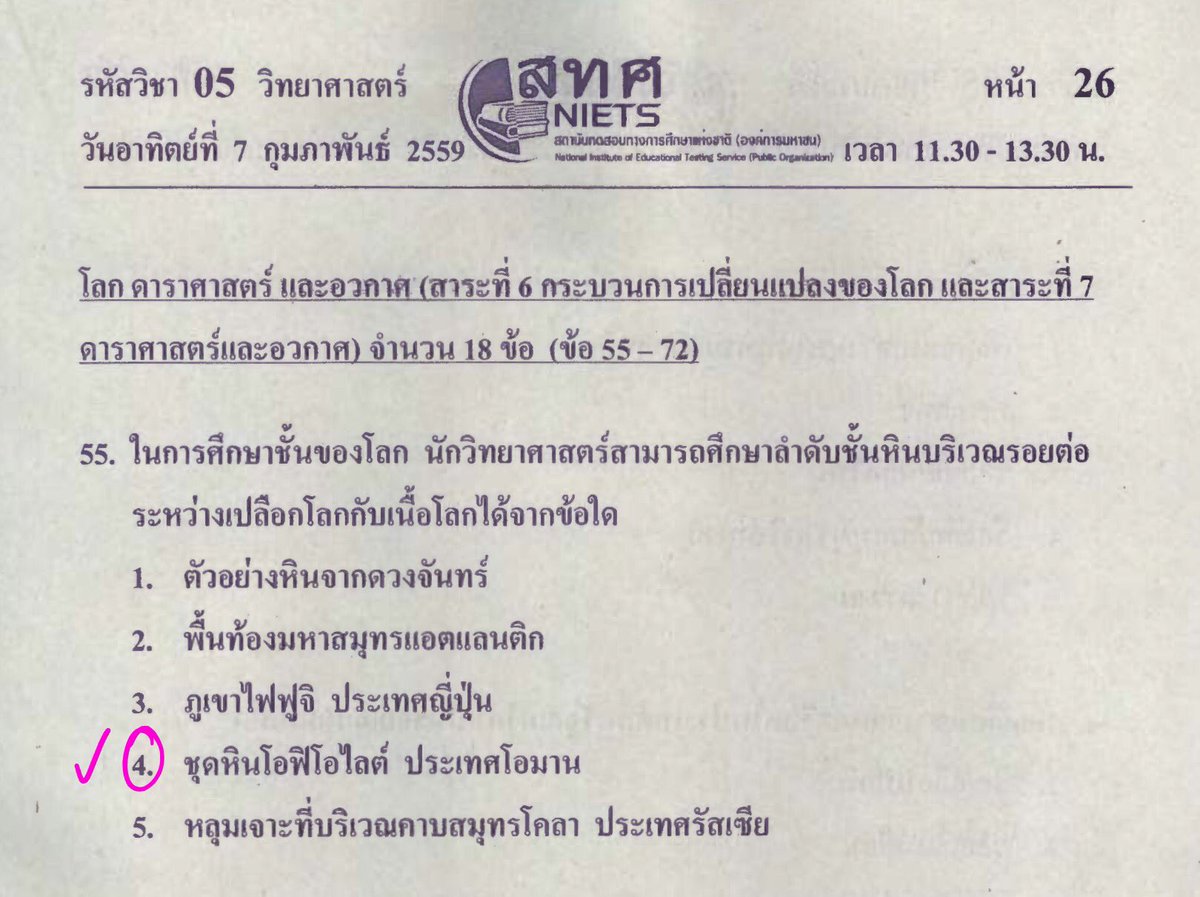 รหัสวิชา 05 วิทยาศาสตร์
สทศ
NIETS
หน้า 26
สถาบันทดสอบทางการศึกษาแห่งชาติ (องค์การมหาชน)
วันอาทิตย์ที่ 7 กุมภาพันธ์ 2559
National Institute of Educational Testing Service (Public Organization)
เวลา 11.30 - 13.30 น.
โลก ดาราศาสตร์ และอวกาศ (สาระที่ 6 กระบวนการเปลี่ยนแปลงของโลก และสาระที่ 7
ดาราศาสตร์และอวกาศ) จำนวน 18 ข้อ (ข้อ 55 – 72)
55. ในการศึกษาชั้นของโลก นักวิทยาศาสตร์สามารถศึกษาลำดับชั้นหินบริเวณรอยต่อ
ระหว่างเปลือกโลกกับเนื้อโลกได้จากข้อใด
1. ตัวอย่างหินจากดวงจันทร์
2. พื้นท้องมหาสมุทรแอตแลนติก
3. ภูเขาไฟฟูจิ ประเทศญี่ปุ่น
4. ชุดหินโอฟิโอไลต์ ประเทศโอมาน
5. หลุมเจาะที่บริเวณคาบสมุทรโคลา ประเทศรัสเซีย